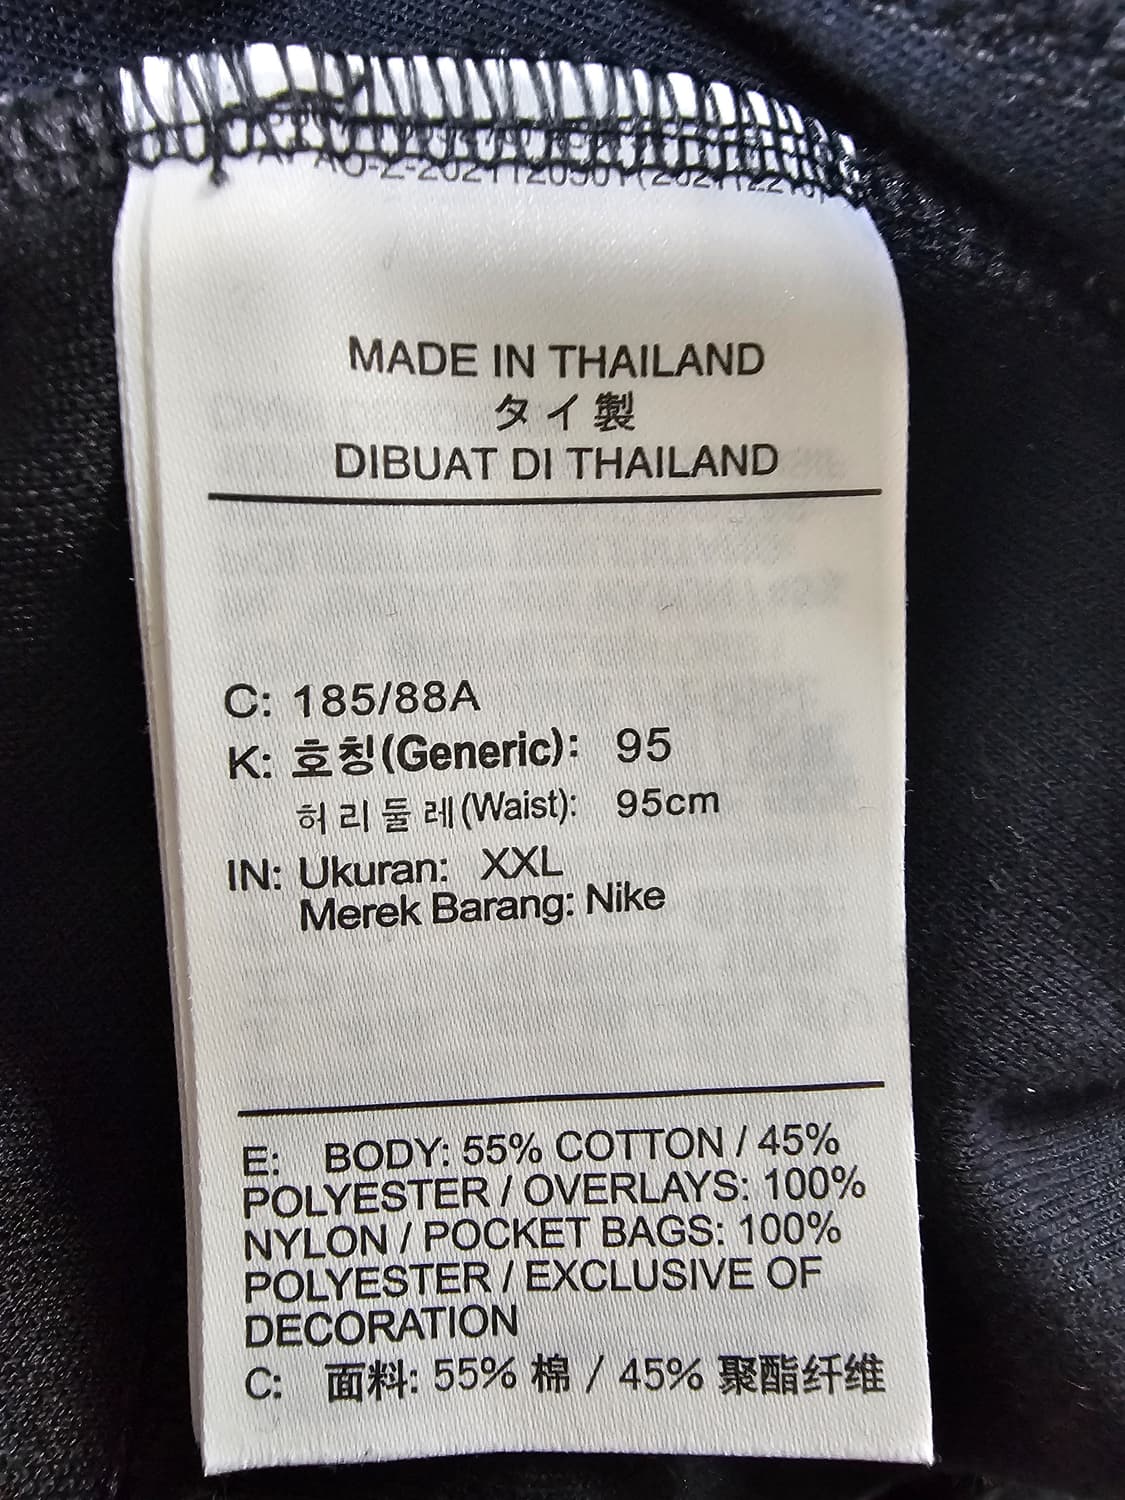 MADE IN THAILAND
タイ製
DIBUAT DI THAILAND
C: 185/88A
K: 호칭(Generic): 95
허리둘레(Waist): 95cm
IN: Ukuran: XXL
Merek Barang: Nike
E: BODY: 55% COTTON / 45%
POLYESTER / OVERLAYS: 100%
NYLON / POCKET BAGS: 100%
POLYESTER / EXCLUSIVE OF
DECORATION
C: 面料: 55% 棉 / 45% 聚酯纤维